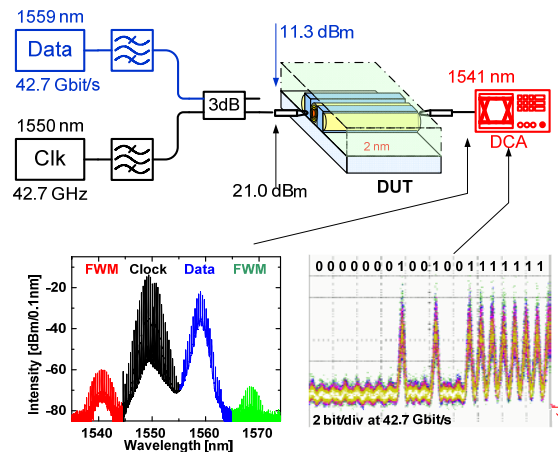 1559 nm
Data
42.7 Gbit/s
11.3 dBm
1541 nm
1550 nm
3dB
Clk
42.7 GHz
21.0 dBm
2 nm
DUT
DCA
FWM Clock Data FWM
Intensity [dBm/0.1nm]
-20
-40
-60
-80
1540 1550 1560 1570
Wavelength [nm]
0 0 0 0 0 0 0 1 0 1 0 0 1 1 1 1 1 1 1 1
2 bit/div at 42.7 Gbit/s